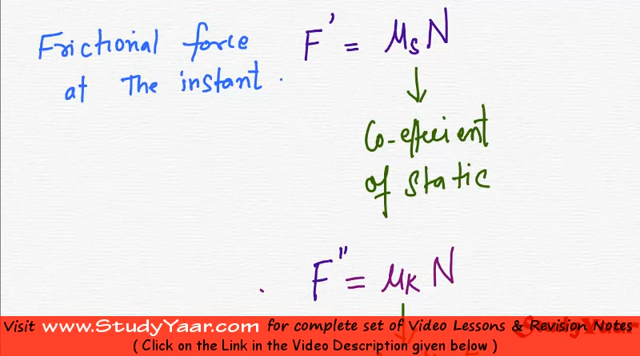 Frictional force
at The instant.
F' = μs N
↓
Co-efficient
of static
F" = μK N
StudyYaar
Visit www.StudyYaar.com for complete set of Video Lessons & Revision Notes
( Click on the Link in the Video Description given below )